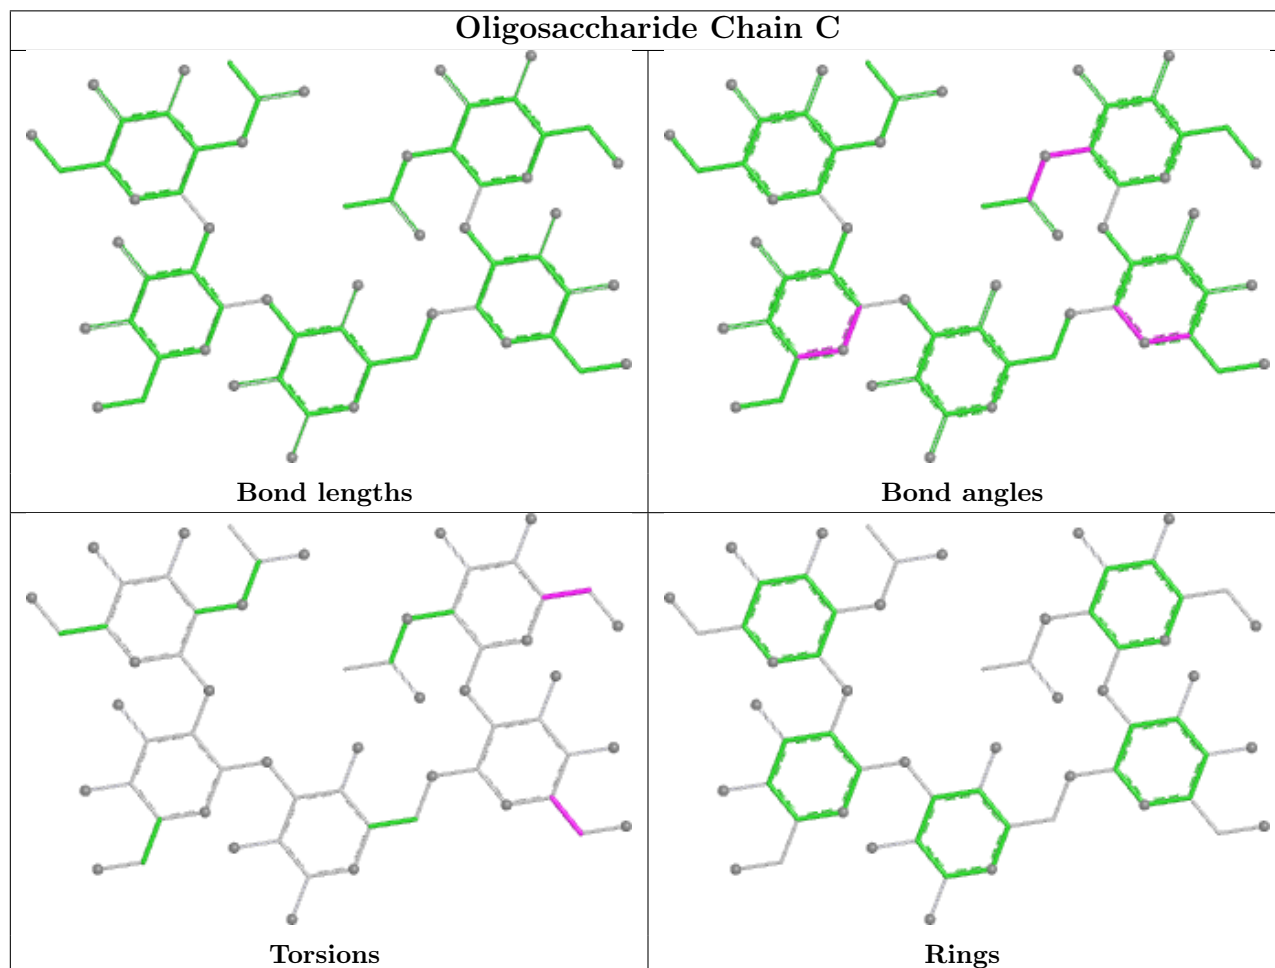 Oligosaccharide Chain C
Bond lengths
Bond angles
Torsions
Rings